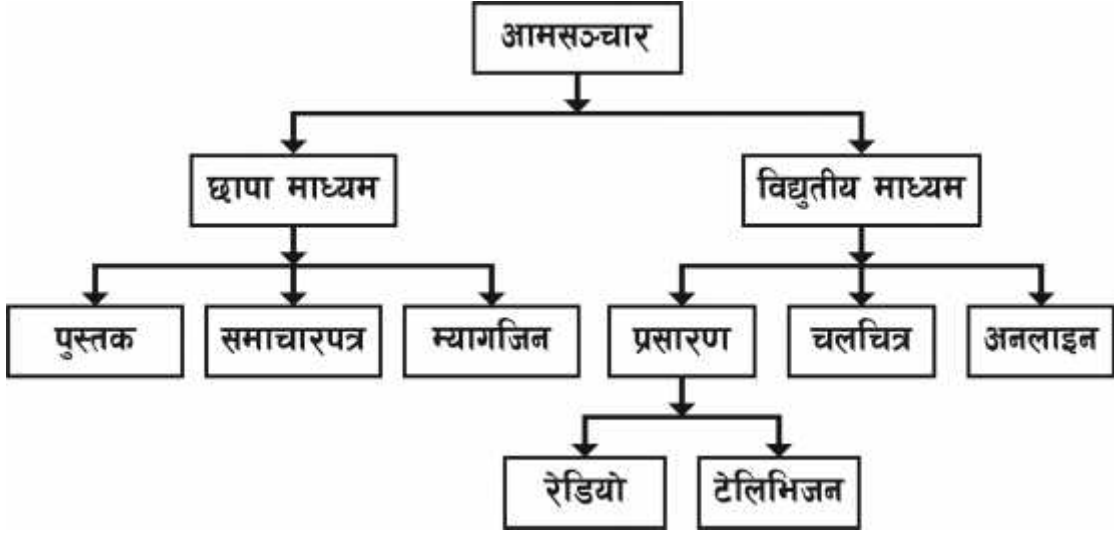 आमसञ्चार
छापा माध्यम
विद्युतीय माध्यम
पुस्तक
समाचारपत्र
म्यागजिन
प्रसारण
चलचित्र
अनलाइन
रेडियो
टेलिभिजन